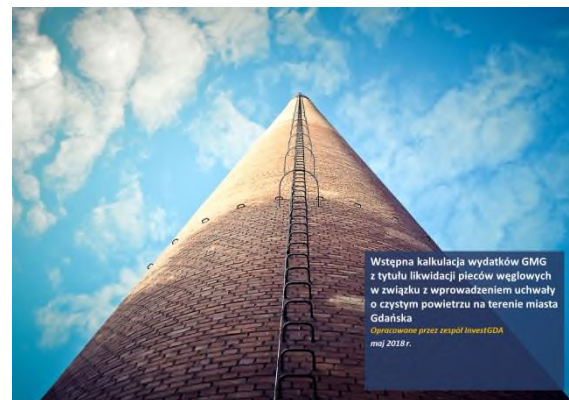 Wstępna kalkulacja wydatków GMG
z tytułu likwidacji pieców węglowych
w związku z wprowadzeniem uchwały
o czystym powietrzu na terenie miasta
Gdańska
Opracowane przez zespół InvestGDA
maj 2018 r.